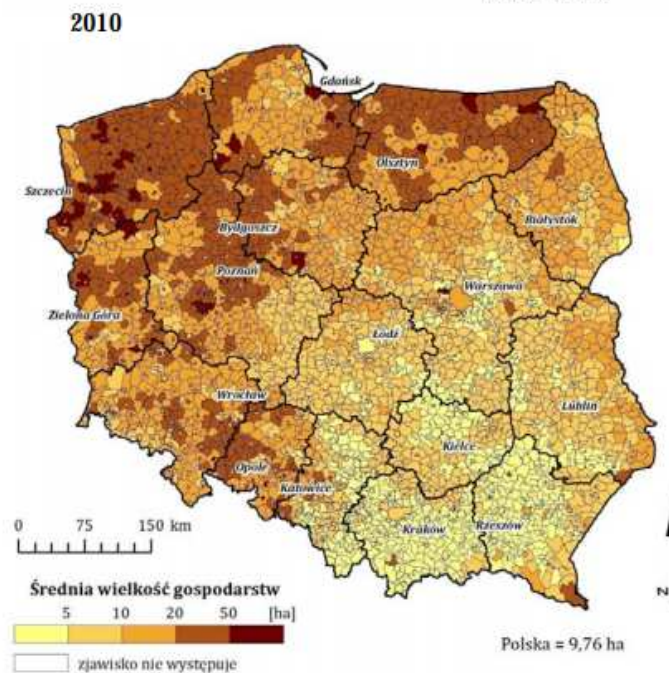 2010
Gdańsk
Szczecin
Olsztyn
Białystok
Bydgoszcz
Poznań
Warszawa
Zielona Góra
Łódź
Wrocław
Lublin
Kielce
Opole
Katowice
Kraków
Rzeszów
0 75 150 km
Średnia wielkość gospodarstw
5 10 20 50 [ha]
zjawisko nie występuje
Polska = 9,76 ha